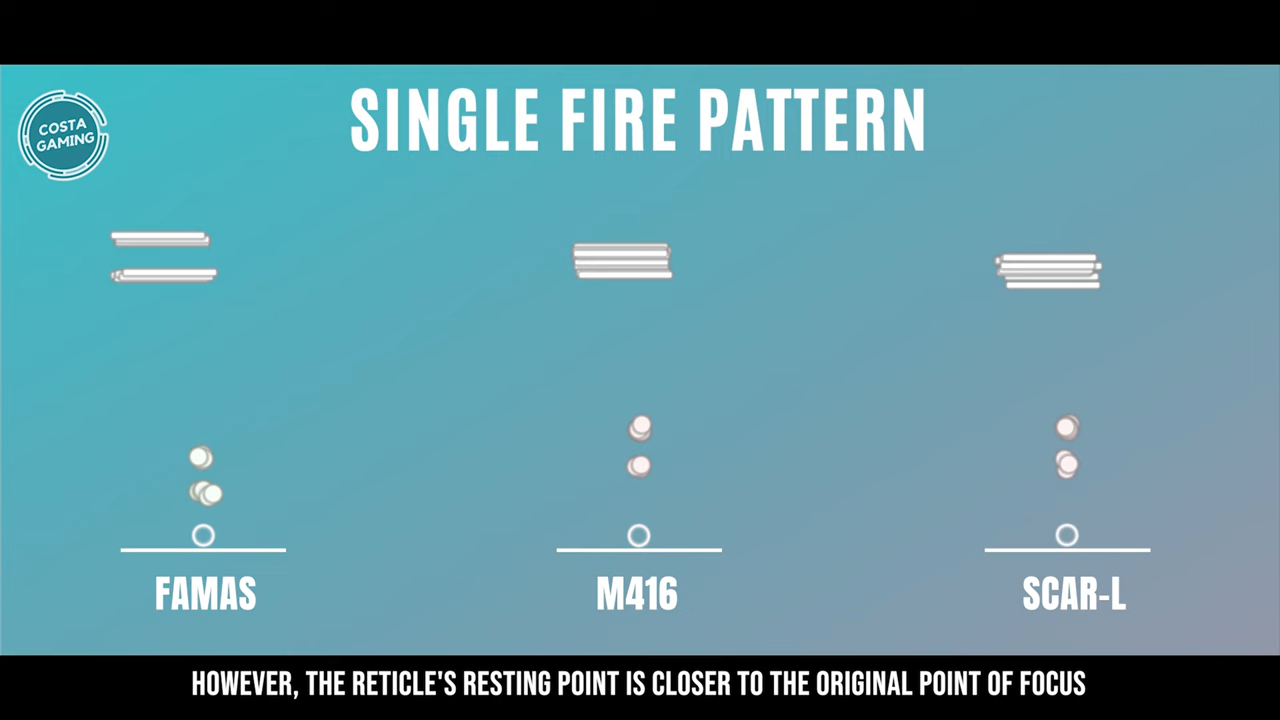 COSTA
GAMING
SINGLE FIRE PATTERN
FAMAS
M416
SCAR-L
HOWEVER, THE RETICLE'S RESTING POINT IS CLOSER TO THE ORIGINAL POINT OF FOCUS